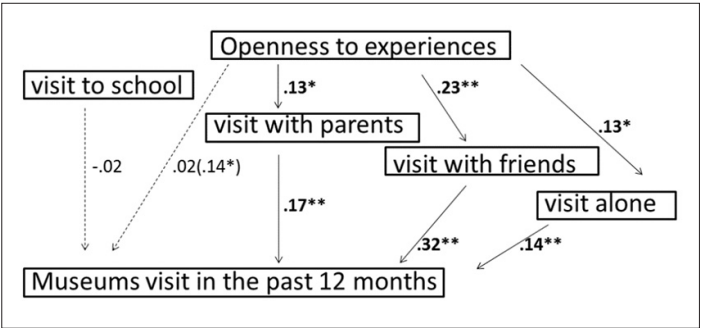 Openness to experiences
visit to school
.13*
.23**
visit with parents
.13*
visit with friends
-.02
.02(.14*)
.17**
visit alone
.32**
.14**
Museums visit in the past 12 months